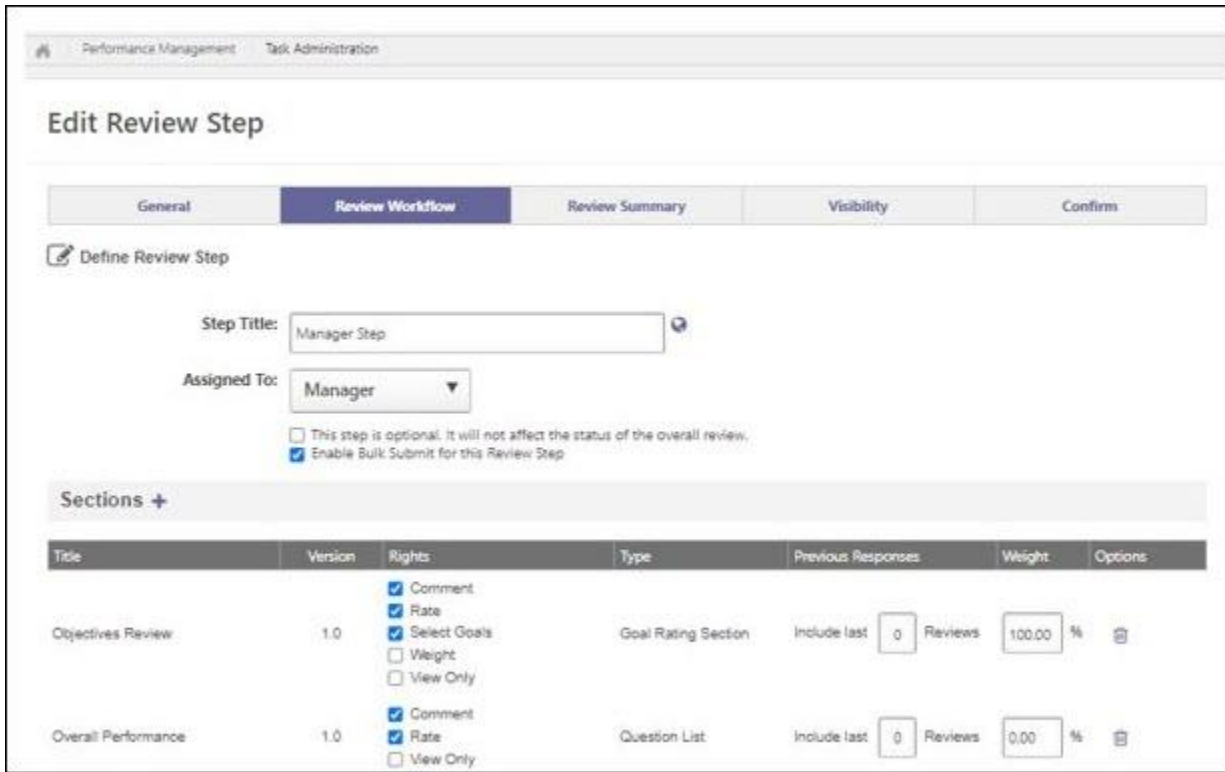 Performance Management Task Administration
Edit Review Step
General Review Workflow Review Summary Visibility Confirm
Define Review Step
Step Title: Manager Step
Assigned To: Manager
This step is optional. It will not affect the status of the overall review.
Enable Bulk Submit for this Review Step
Sections +
Title Version Rights Type Previous Responses Weight Options
Comment
Rate
Objectives Review 1.0 Select Goals Goal Rating Section Include last 0 Reviews 100.00 %
Weight
View Only
Comment
Overall Performance 1.0 Rate Question List Include last 0 Reviews 0.00 %
View Only